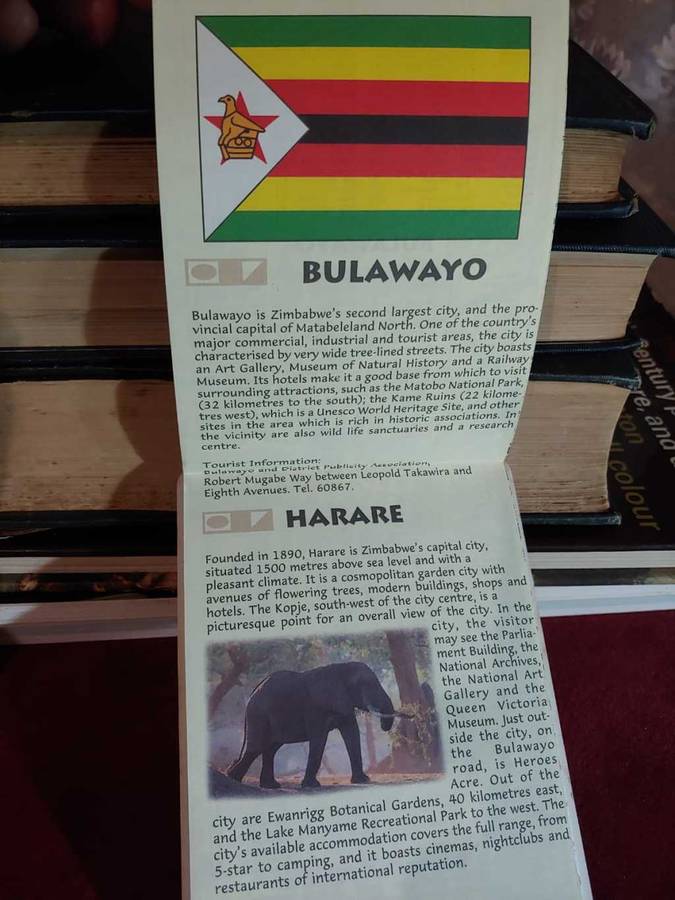 BULAWAYO
Bulawayo is Zimbabwe's second largest city, and the pro-
vincial capital of Matabeleland North. One of the country's
major commercial, industrial and tourist areas, the city is
characterised by very wide tree-lined streets. The city boasts
an Art Gallery, Museum of Natural History and a Railway
Museum. Its hotels make it a good base from which to visit
surrounding attractions, such as the Matobo National Park,
(32 kilometres to the south); the Kame Ruins (22 kilome-
tres west), which is a Unesco World Heritage Site, and other
sites in the area which is rich in historic associations. In
the vicinity are also wild life sanctuaries and a research
centre.
Tourist Information:
Bulawayo and District Publicity Association,
Robert Mugabe Way between Leopold Takawira and
Eighth Avenues. Tel. 60867.
HARARE
Founded in 1890, Harare is Zimbabwe's capital city,
situated 1500 metres above sea level and with a
pleasant climate. It is a cosmopolitan garden city with
avenues of flowering trees, modern buildings, shops and
hotels. The Kopje, south-west of the city centre, is a
picturesque point for an overall view of the city. In the
city, the visitor
may see the Parlia-
ment Building, the
National Archives,
the National Art
Gallery and the
Queen Victoria
Museum. Just out-
side the city, on
the Bulawayo
road, is Heroes
Acre. Out of the
city are Ewanrigg Botanical Gardens, 40 kilometres east,
and the Lake Manyame Recreational Park to the west. The
city's available accommodation covers the full range, from
5-star to camping, and it boasts cinemas, nightclubs and
restaurants of international reputation.
entury
re, and
on
colour